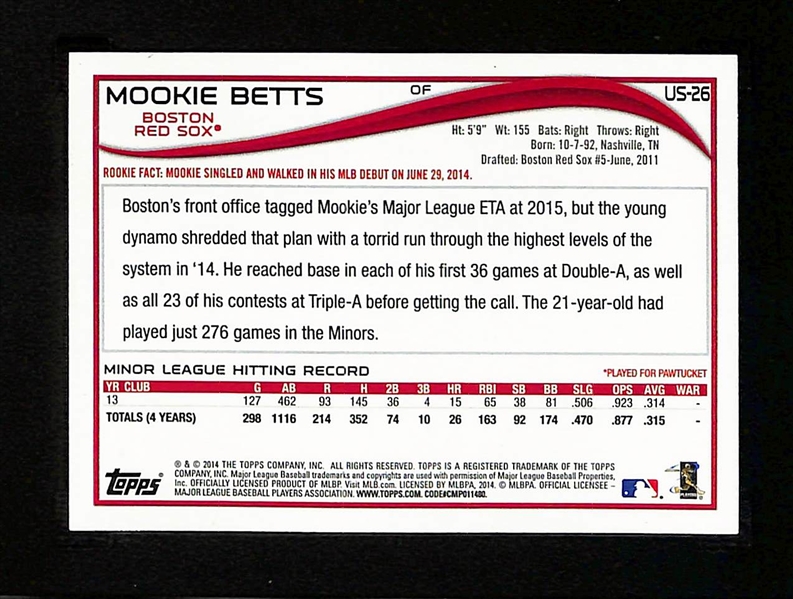 MOOKIE BETTS
OF
US-26
BOSTON
RED SOX®
Ht: 5'9" Wt: 155 Bats: Right Throws: Right
Born: 10-7-92, Nashville, TN
Drafted: Boston Red Sox #5-June, 2011
ROOKIE FACT: MOOKIE SINGLED AND WALKED IN HIS MLB DEBUT ON JUNE 29, 2014.
Boston's front office tagged Mookie's Major League ETA at 2015, but the young
dynamo shredded that plan with a torrid run through the highest levels of the
system in '14. He reached base in each of his first 36 games at Double-A, as well
as all 23 of his contests at Triple-A before getting the call. The 21-year-old had
played just 276 games in the Minors.
MINOR LEAGUE HITTING RECORD
*PLAYED FOR PAWTUCKET
YR CLUB G AB R H 2B 3B HR RBI SB BB SLG OPS AVG WAR
13 127 462 93 145 36 4 15 65 38 81 .506 .923 .314 -
TOTALS (4 YEARS) 298 1116 214 352 74 10 26 163 92 174 .470 .877 .315 -
Topps®
® & © 2014 THE TOPPS COMPANY, INC. ALL RIGHTS RESERVED. TOPPS IS A REGISTERED TRADEMARK OF THE TOPPS
COMPANY, INC. Major League Baseball trademarks and copyrights are used with permission of Major League Baseball Properties,
Inc. OFFICIALLY LICENSED PRODUCT OF MLBP. Visit MLB.com. LICENSED BY MLBPA, 2014. © MLBPA. OFFICIAL LICENSEE –
MAJOR LEAGUE BASEBALL PLAYERS ASSOCIATION. WWW.TOPPS.COM. CODE#CMP011480.